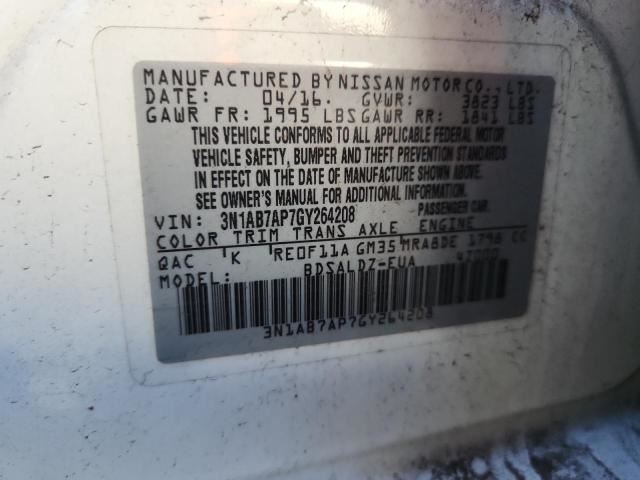 MANUFACTURED BY NISSAN MOTOR CO., LTD.
DATE: 04/16. GVWR: 3823 LBS
GAWR FR: 1995 LBS GAWR RR: 1841 LBS
THIS VEHICLE CONFORMS TO ALL APPLICABLE FEDERAL MOTOR
VEHICLE SAFETY, BUMPER AND THEFT PREVENTION STANDARDS
IN EFFECT ON THE DATE OF MANUFACTURE SHOWN ABOVE.
SEE OWNER'S MANUAL FOR ADDITIONAL INFORMATION.
VIN: 3N1AB7AP7GY264208 PASSENGER CAR.
COLOR TRIM TRANS AXLE ENGINE
QAC K RE0F11A GM35 MRA8DE 1798 CC
MODEL: BDSALDZ-EUA
3N1AB7AP7GY264208